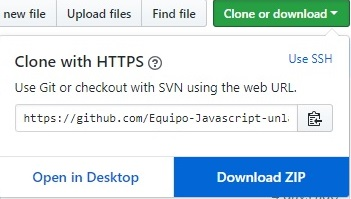 new file Upload files Find file Clone or download
Clone with HTTPS ? Use SSH
Use Git or checkout with SVN using the web URL.
https://github.com/Equipo-Javascript-unl
Open in Desktop Download ZIP